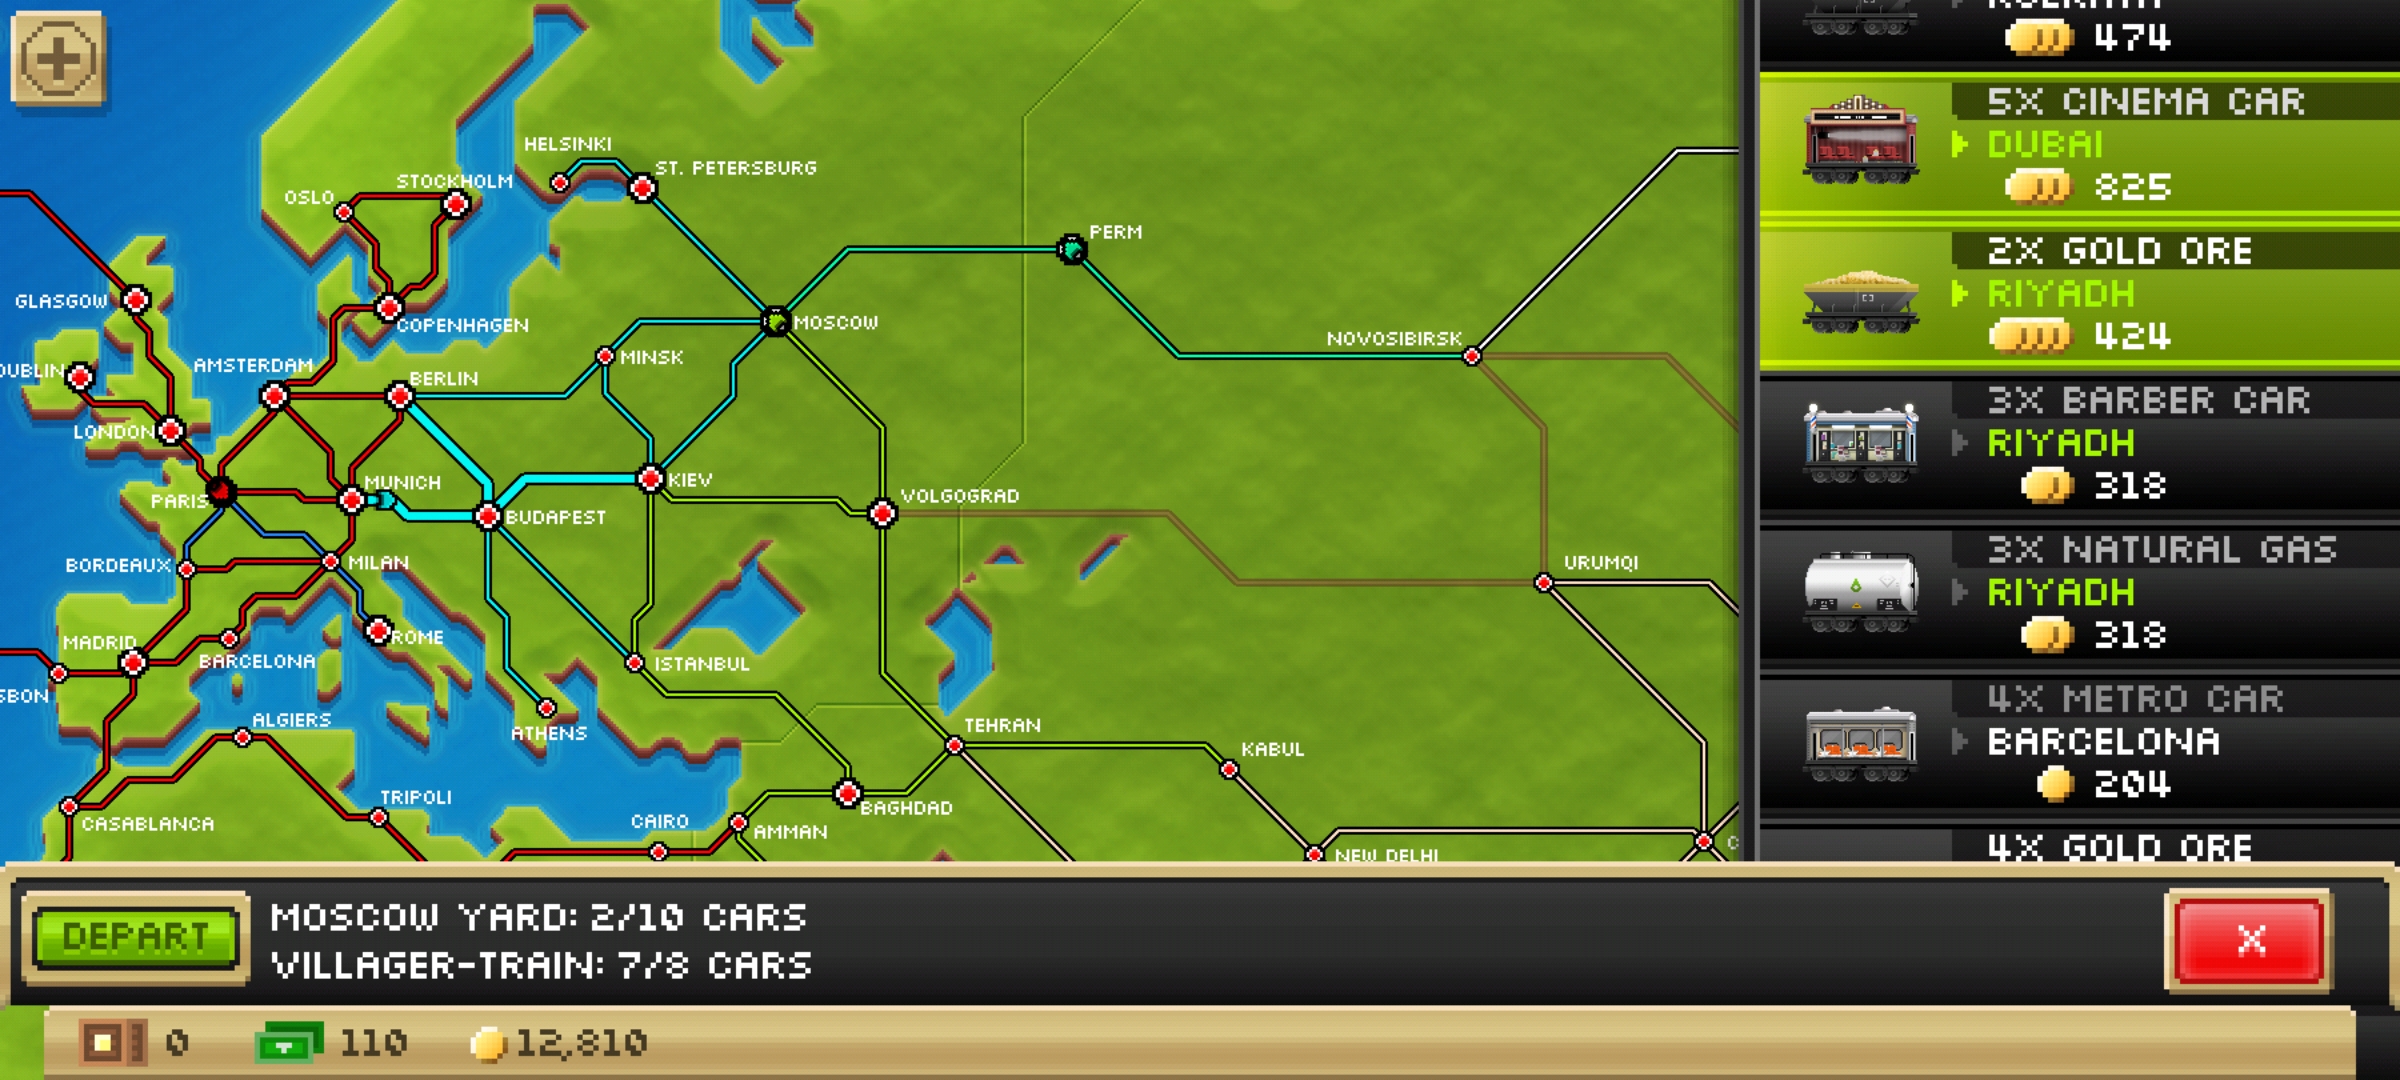 474
5X CINEMA CAR
DUBAI
825
2X GOLD ORE
RIYADH
424
3X BARBER CAR
RIYADH
318
3X NATURAL GAS
RIYADH
318
4X METRO CAR
BARCELONA
204
4X GOLD ORE
HELSINKI
ST. PETERSBURG
STOCKHOLM
OSLO
PERM
GLASGOW
COPENHAGEN
MOSCOW
NOVOSIBIRSK
MINSK
AMSTERDAM
DUBLIN
BERLIN
LONDON
MUNICH
KIEV
PARIS
VOLGOGRAD
BUDAPEST
BORDEAUX
MILAN
URUMQI
MADRID
ROME
BARCELONA
ISTANBUL
SBON
ALGIERS
ATHENS
TEHRAN
KABUL
TRIPOLI
BAGHDAD
CASABLANCA
CAIRO
AMMAN
NEW DELHI
C
DEPART
MOSCOW YARD: 2/10 CARS
VILLAGER-TRAIN: 7/8 CARS
X
0
110
12,810